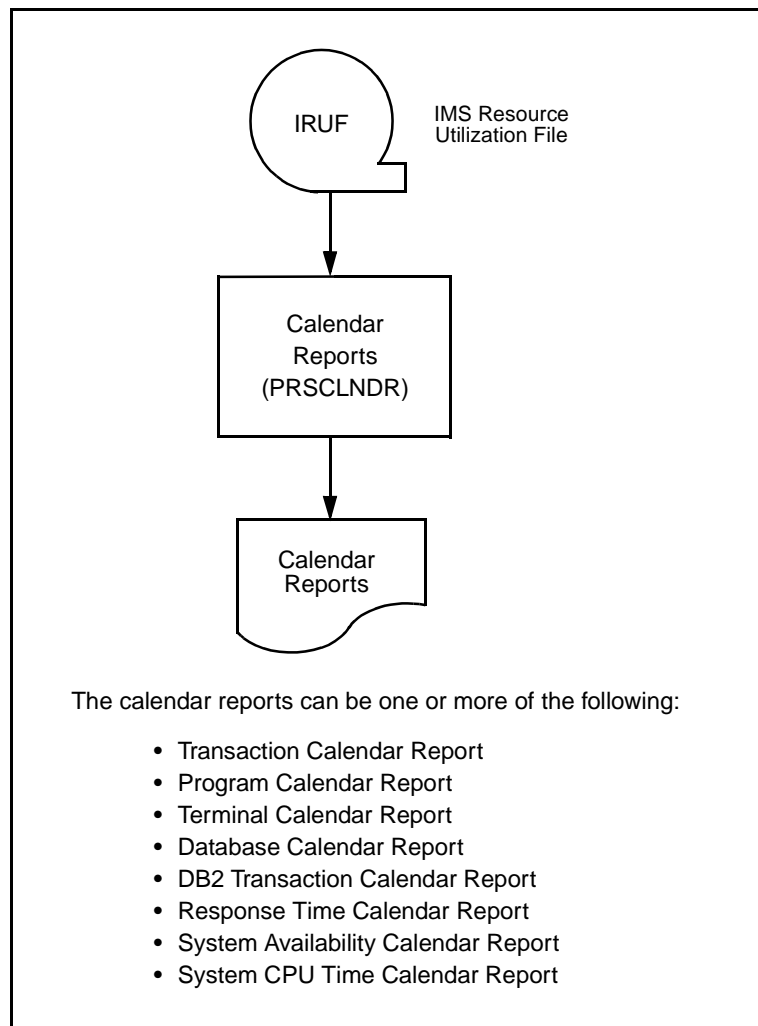 IRUF
IMS Resource
Utilization File
Calendar
Reports
(PRSCLNDR)
Calendar
Reports
The calendar reports can be one or more of the following:
• Transaction Calendar Report
• Program Calendar Report
• Terminal Calendar Report
• Database Calendar Report
• DB2 Transaction Calendar Report
• Response Time Calendar Report
• System Availability Calendar Report
• System CPU Time Calendar Report